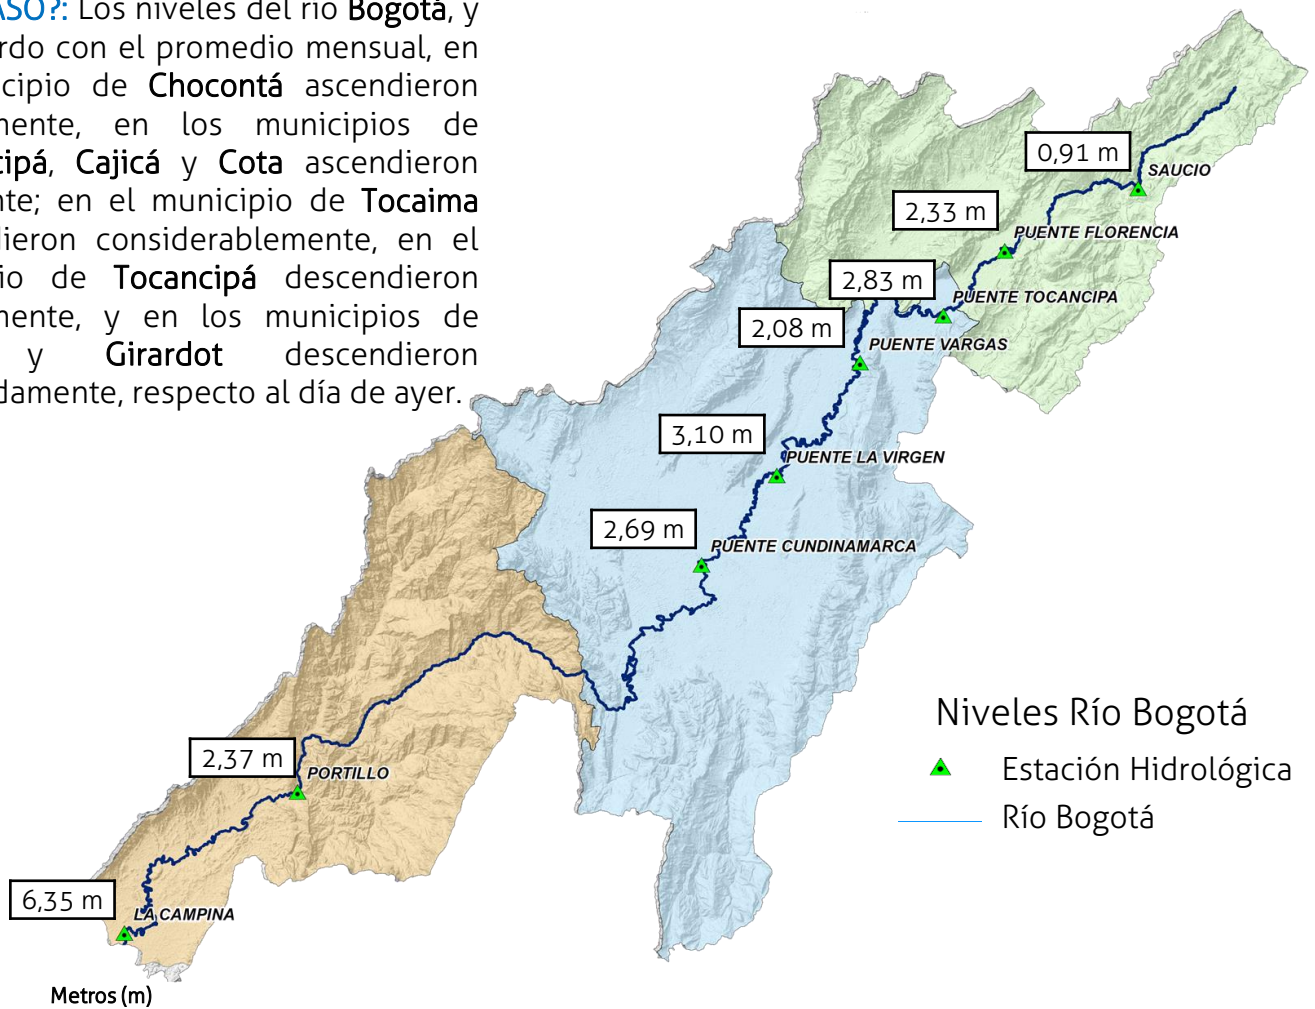 ASO?: Los niveles del río Bogotá, y
rdo con el promedio mensual, en
cipio de Chocontá ascendieron
mente, en los municipios de
cipá, Cajicá y Cota ascendieron
nte; en el municipio de Tocaima
dieron considerablemente, en el
io de Tocancipá descendieron
mente, y en los municipios de
y Girardot descendieron
damente, respecto al día de ayer.
0,91 m
SAUCIO
2,33 m
PUENTE FLORENCIA
2,83 m
PUENTE TOCANCIPA
2,08 m
PUENTE VARGAS
3,10 m
PUENTE LA VIRGEN
2,69 m
PUENTE CUNDINAMARCA
Niveles Río Bogotá
Estación Hidrológica
Río Bogotá
2,37 m
PORTILLO
6,35 m
LA CAMPINA
Metros (m)